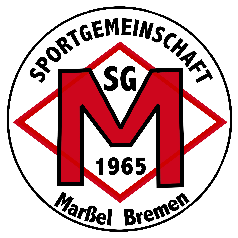 SPORTGEMEINSCHAFT
SG
M
1965
Marßel Bremen